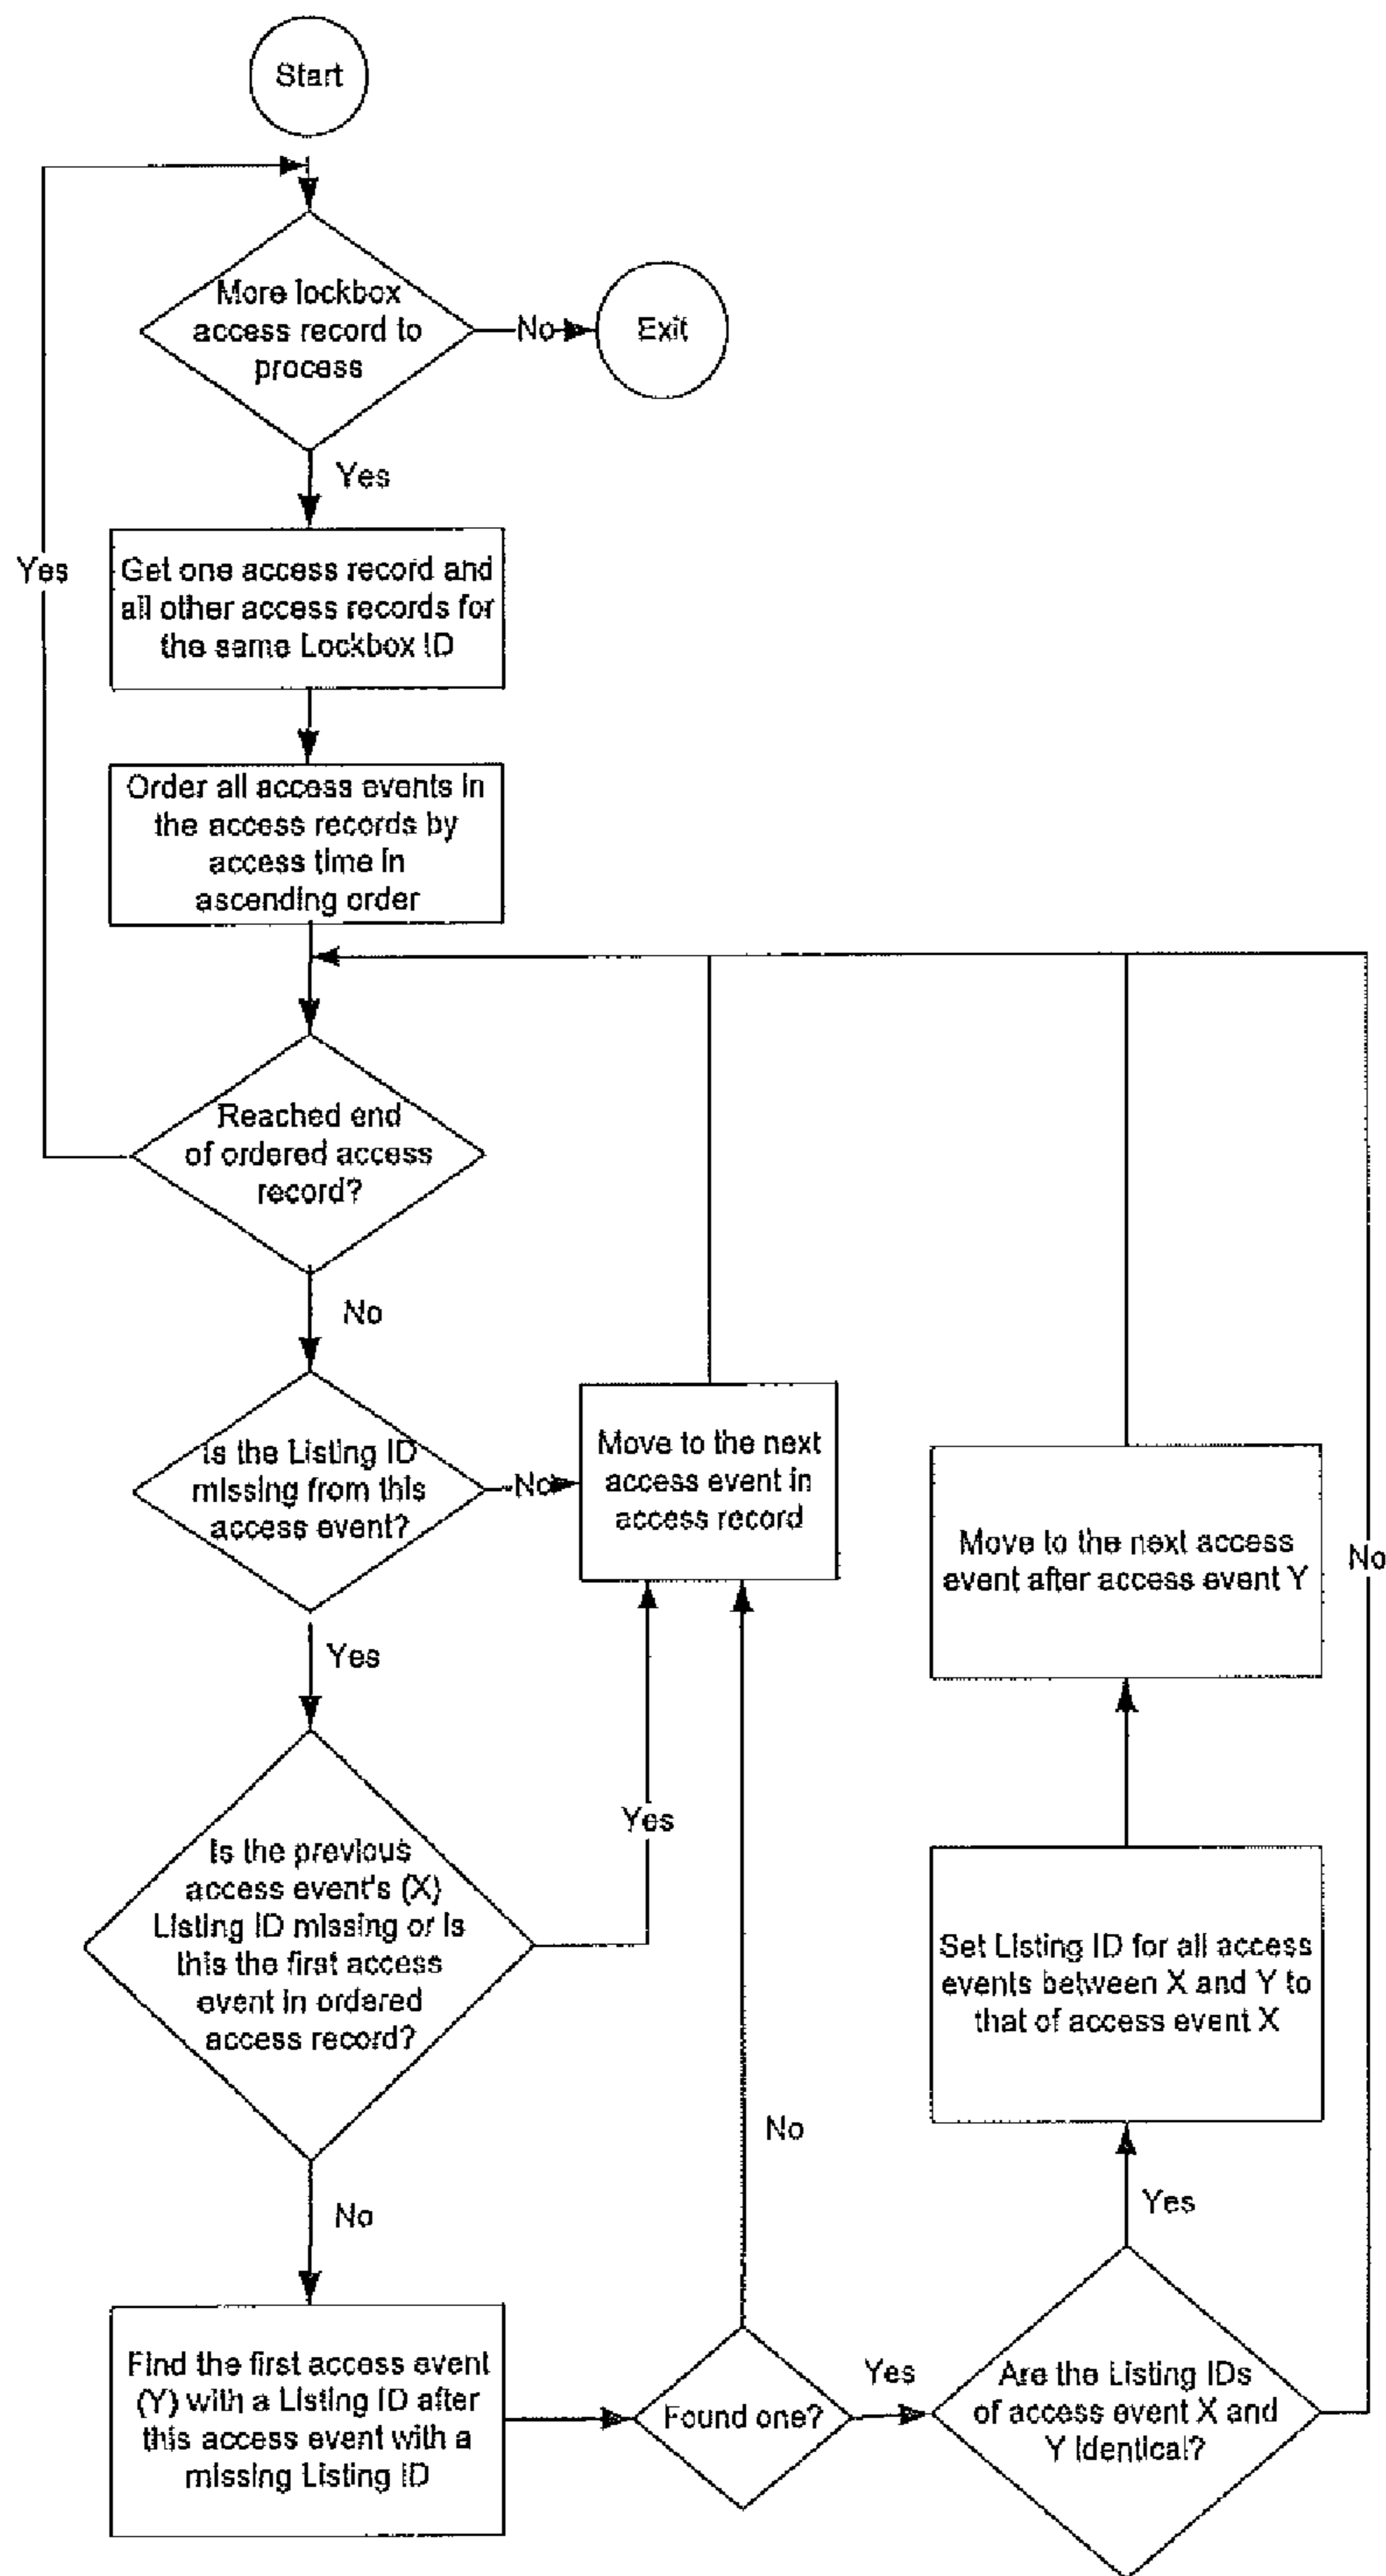 Start
More lockbox
access record to
process
No
Exit
Yes
Get one access record and
all other access records for
the same Lockbox ID
Yes
Order all access events in
the access records by
access time in
ascending order
Reached end
of ordered access
record?
No
Is the Listing ID
missing from this
access event?
No
Move to the next
access event in
access record
Yes
Is the previous
access event's (X)
Listing ID missing or is
this the first access
event in ordered
access record?
Yes
No
Find the first access event
(Y) with a Listing ID after
this access event with a
missing Listing ID
Found one?
No
Yes
Are the Listing IDs
of access event X and
Y identical?
Yes
Set Listing ID for all access
events between X and Y to
that of access event X
Move to the next access
event after access event Y
No